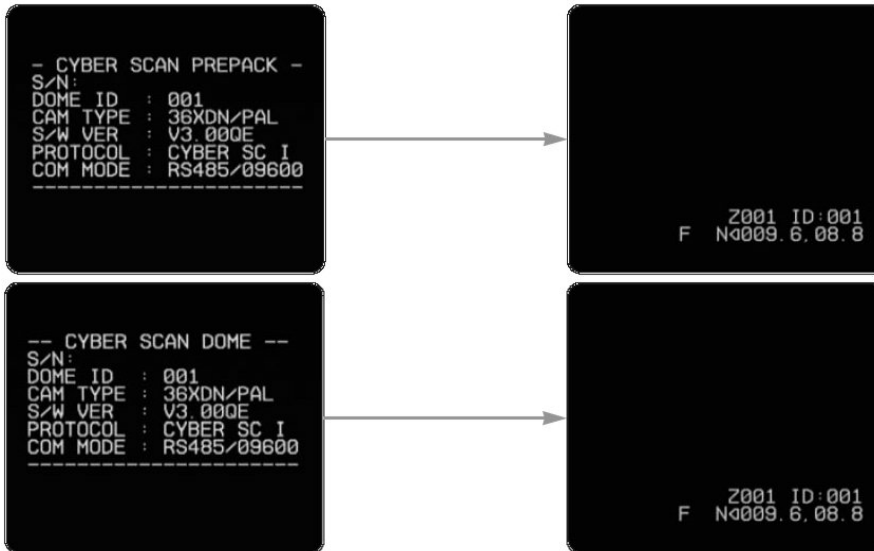 - CYBER SCAN PREPACK -
S/N:
DOME ID : 001
CAM TYPE : 36XDN/PAL
S/W VER : V3.00QE
PROTOCOL : CYBER SC I
COM MODE : RS485/09600
------------------------
Z001 ID:001
F N◁009.6,08.8
-- CYBER SCAN DOME --
S/N:
DOME ID : 001
CAM TYPE : 36XDN/PAL
S/W VER : V3.00QE
PROTOCOL : CYBER SC I
COM MODE : RS485/09600
------------------------
Z001 ID:001
F N◁009.6,08.8